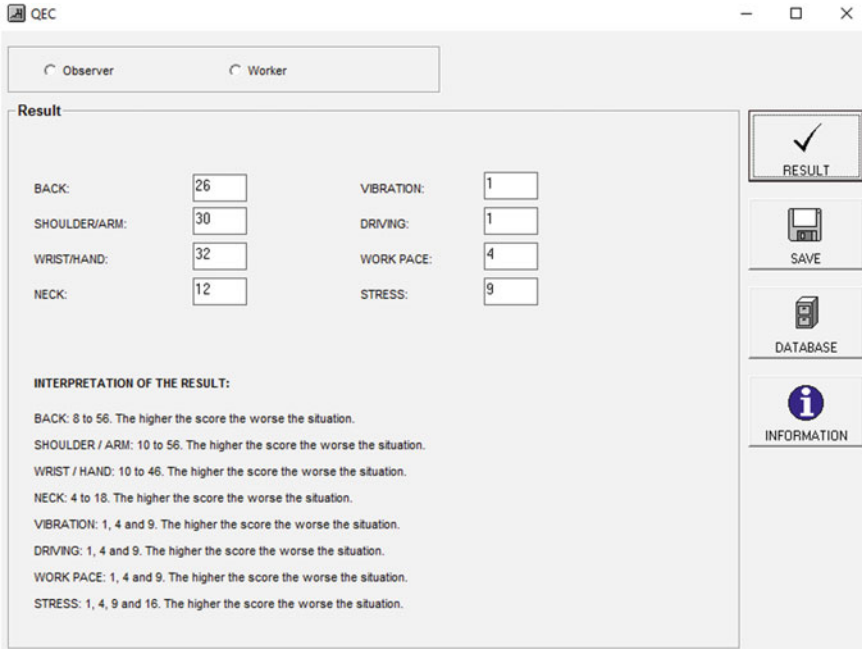 QEC
Observer Worker
Result
BACK: 26 VIBRATION: 1
SHOULDER/ARM: 30 DRIVING: 1
WRIST/HAND: 32 WORK PACE: 4
NECK: 12 STRESS: 9
INTERPRETATION OF THE RESULT:
BACK: 8 to 56. The higher the score the worse the situation.
SHOULDER / ARM: 10 to 56. The higher the score the worse the situation.
WRIST / HAND: 10 to 46. The higher the score the worse the situation.
NECK: 4 to 18. The higher the score the worse the situation.
VIBRATION: 1, 4 and 9. The higher the score the worse the situation.
DRIVING: 1, 4 and 9. The higher the score the worse the situation.
WORK PACE: 1, 4 and 9. The higher the score the worse the situation.
STRESS: 1, 4, 9 and 16. The higher the score the worse the situation.
RESULT
SAVE
DATABASE
INFORMATION